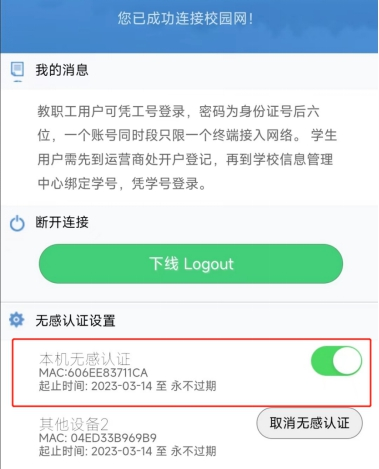 您已成功连接校园网！
我的消息
教职工用户可凭工号登录，密码为身份证号后六
位，一个账号同时段只限一个终端接入网络。 学生
用户需先到运营商处开户登记，再到学校信息管理
中心绑定学号，凭学号登录。
断开连接
下线 Logout
无感认证设置
本机无感认证
MAC:606EE83711CA
起止时间: 2023-03-14 至 永不过期
其他设备2
MAC: 04ED33B969B9
起止时间: 2023-03-14 至 永不过期
取消无感认证